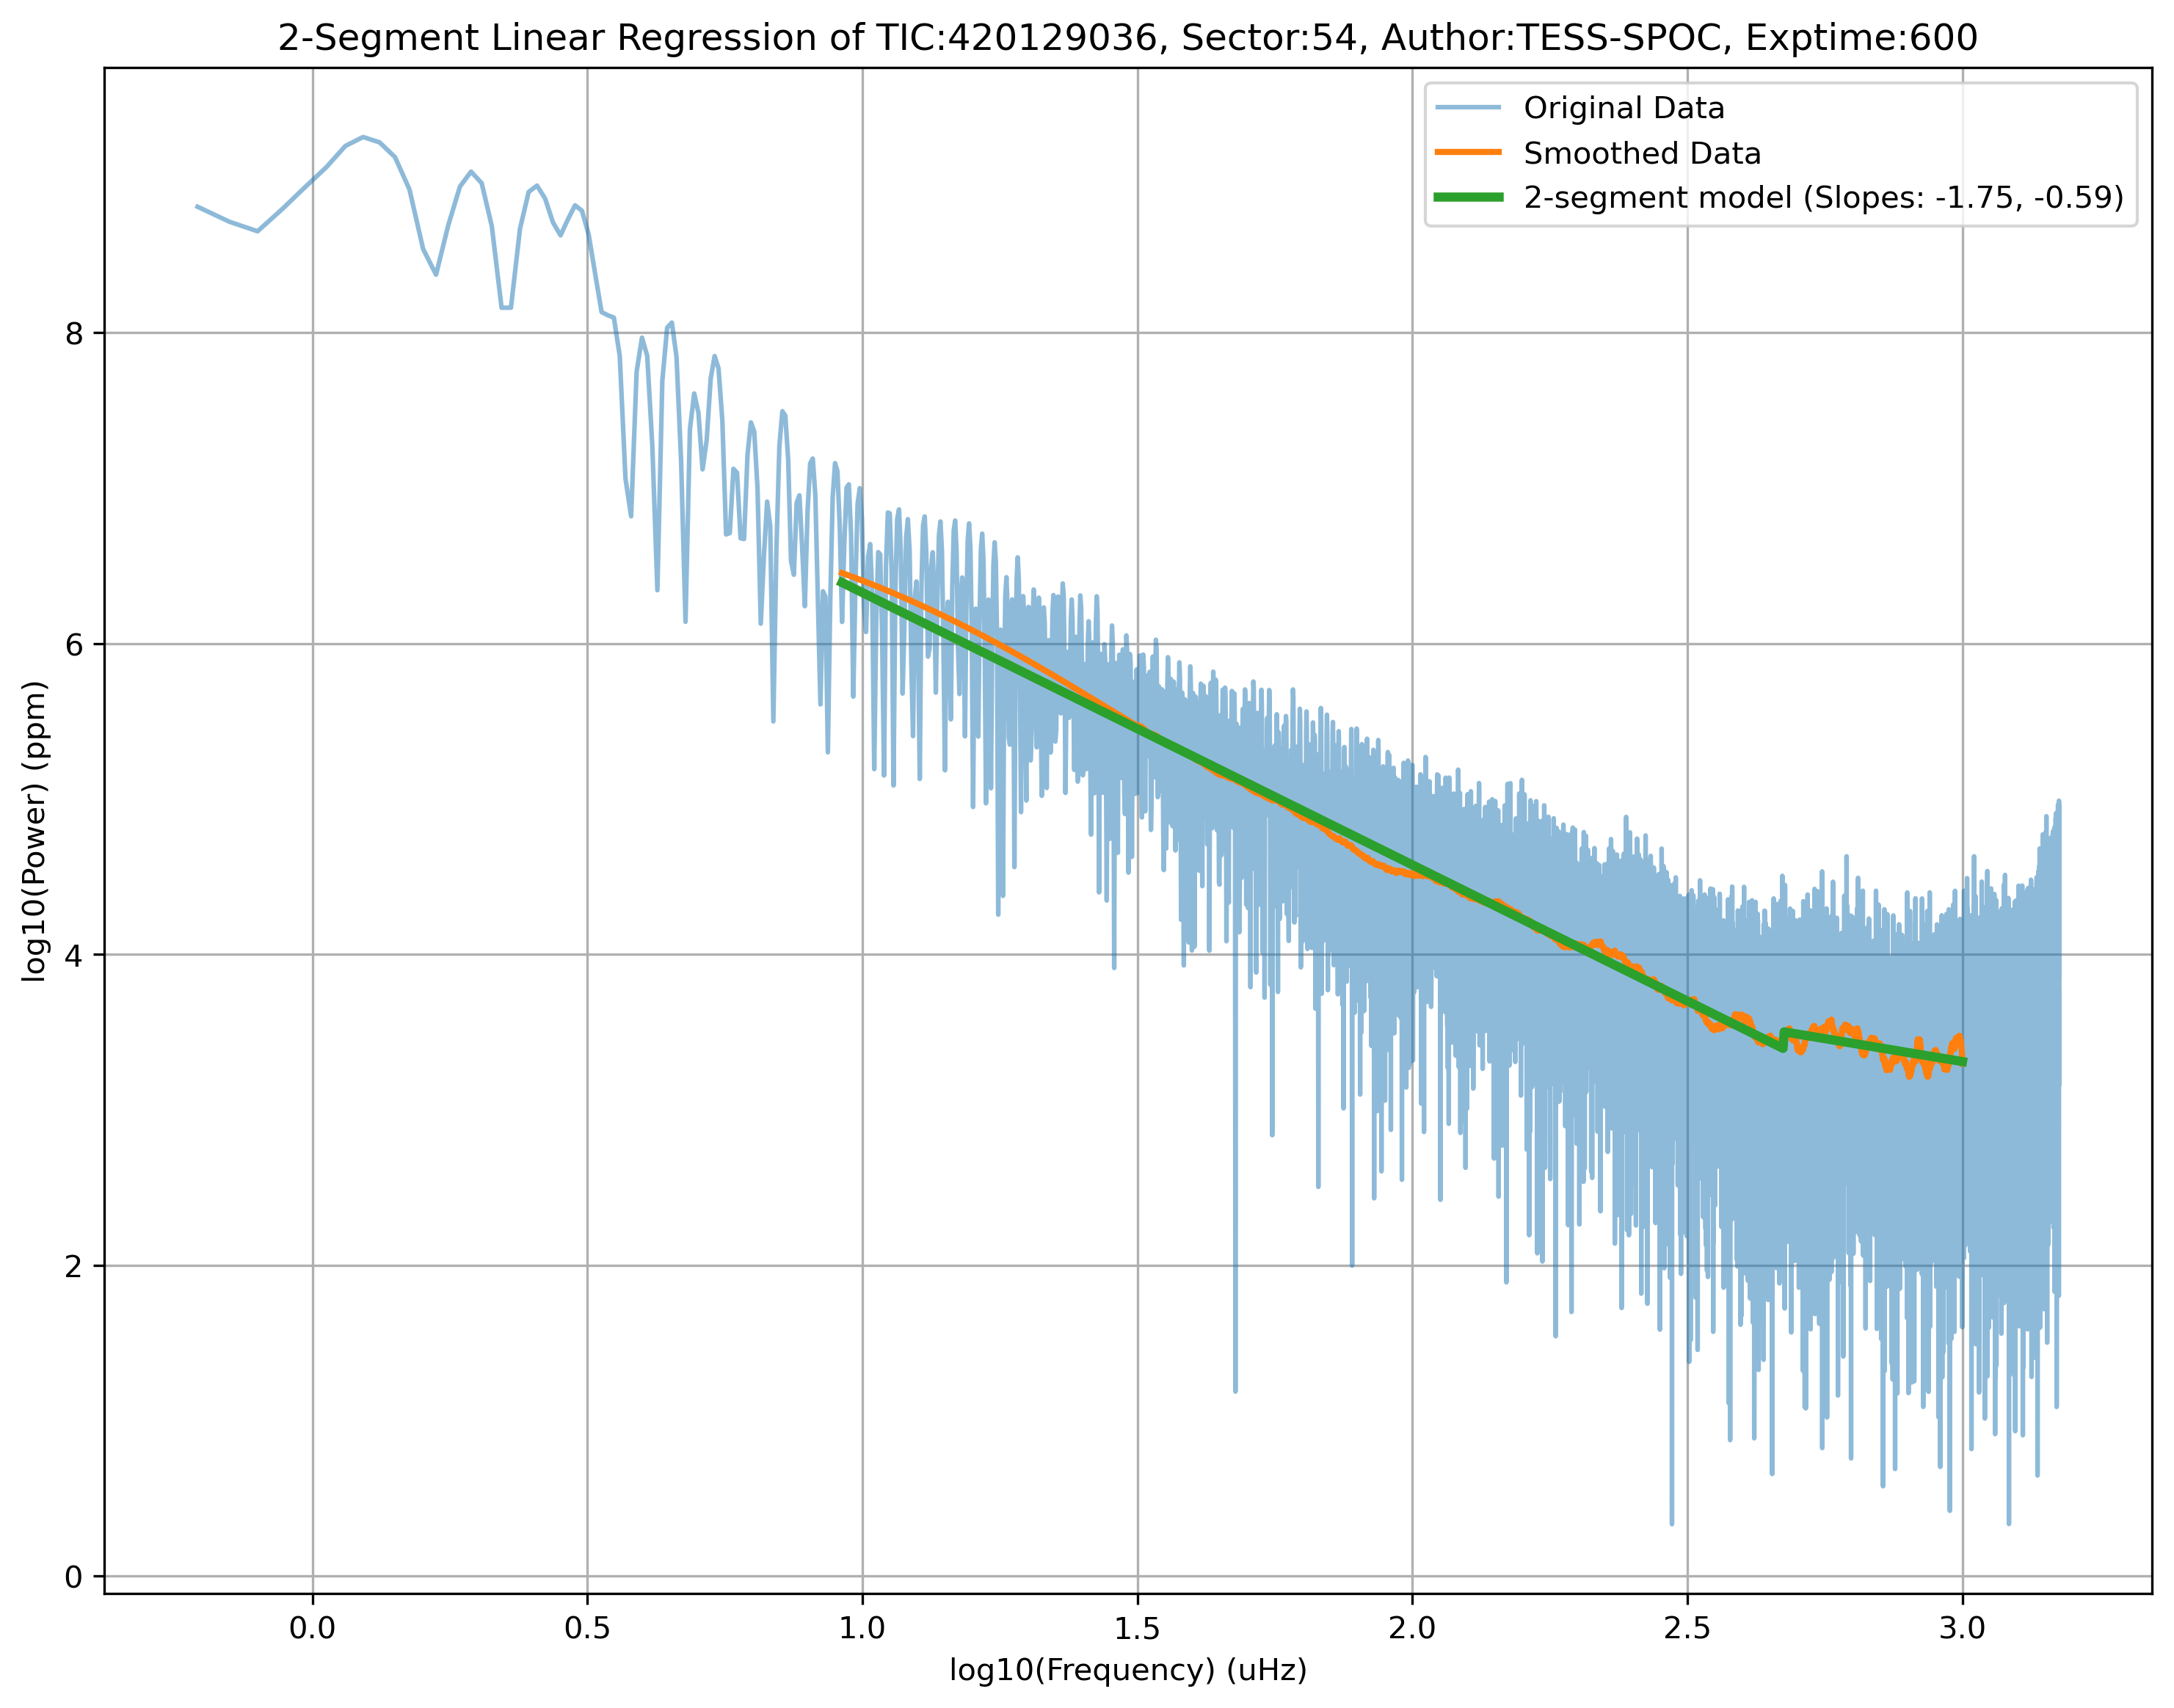 2-Segment Linear Regression of TIC:420129036, Sector:54, Author:TESS-SPOC, Exptime:600
Original Data
Smoothed Data
2-segment model (Slopes: -1.75, -0.59)
log10(Power) (ppm)
8
6
4
2
0
0.0 0.5 1.0 1.5 2.0 2.5 3.0
log10(Frequency) (uHz)